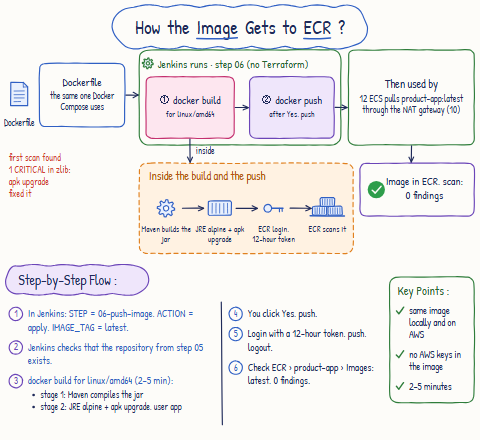 How the Image Gets to ECR ?
Jenkins runs · step 06 (no Terraform)
Dockerfile
Dockerfile
the same one Docker
Compose uses
① docker build
for linux/amd64
② docker push
after Yes. push
Then used by
12 ECS pulls product-app:latest
through the NAT gateway (10)
inside
first scan found
1 CRITICAL in zlib:
apk upgrade
fixed it
Inside the build and the push
Maven builds the
jar
JRE alpine + apk
upgrade
ECR login.
12-hour token
ECR scans it
Image in ECR. scan:
0 findings
Step-by-Step Flow :
1 In Jenkins: STEP = 06-push-image. ACTION =
apply. IMAGE_TAG = latest.
2 Jenkins checks that the repository from step 05
exists.
3 docker build for linux/amd64 (2-5 min):
• stage 1: Maven compiles the jar
• stage 2: JRE alpine + apk upgrade. user app
4 You click Yes. push.
5 Login with a 12-hour token. push.
logout.
6 Check ECR › product-app › Images:
latest. 0 findings.
Key Points :
same image
locally and on
AWS
no AWS keys in
the image
2-5 minutes